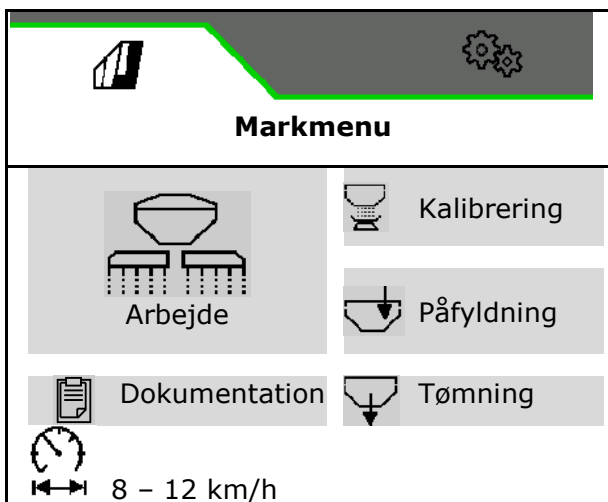 Markmenu
Kalibrering
Arbejde
Påfyldning
Dokumentation
Tømning
8 – 12 km/h